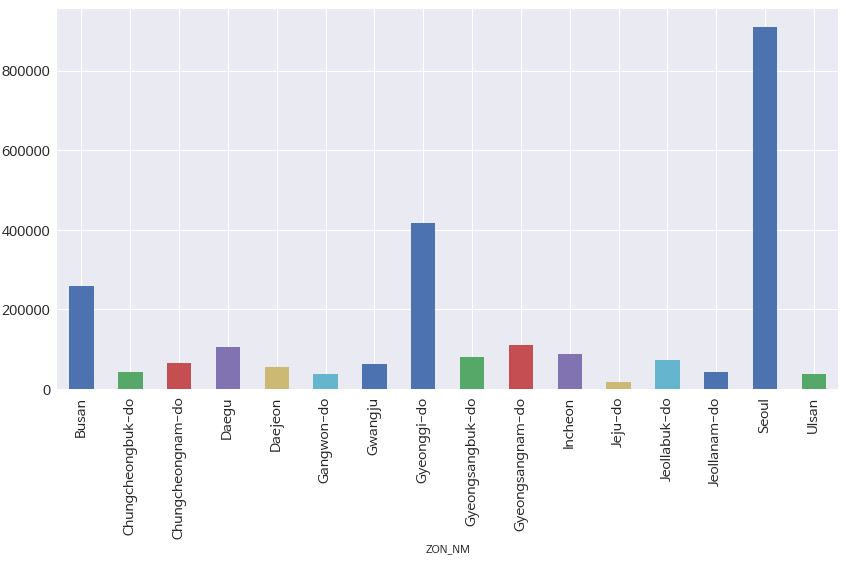 800000
600000
400000
200000
0
Busan
Chungcheongbuk-do
Chungcheongnam-do
Daegu
Daejeon
Gangwon-do
Gwangju
Gyeonggi-do
Gyeongsangbuk-do
Gyeongsangnam-do
Incheon
Jeju-do
Jeollabuk-do
Jeollanam-do
Seoul
Ulsan
ZON_NM